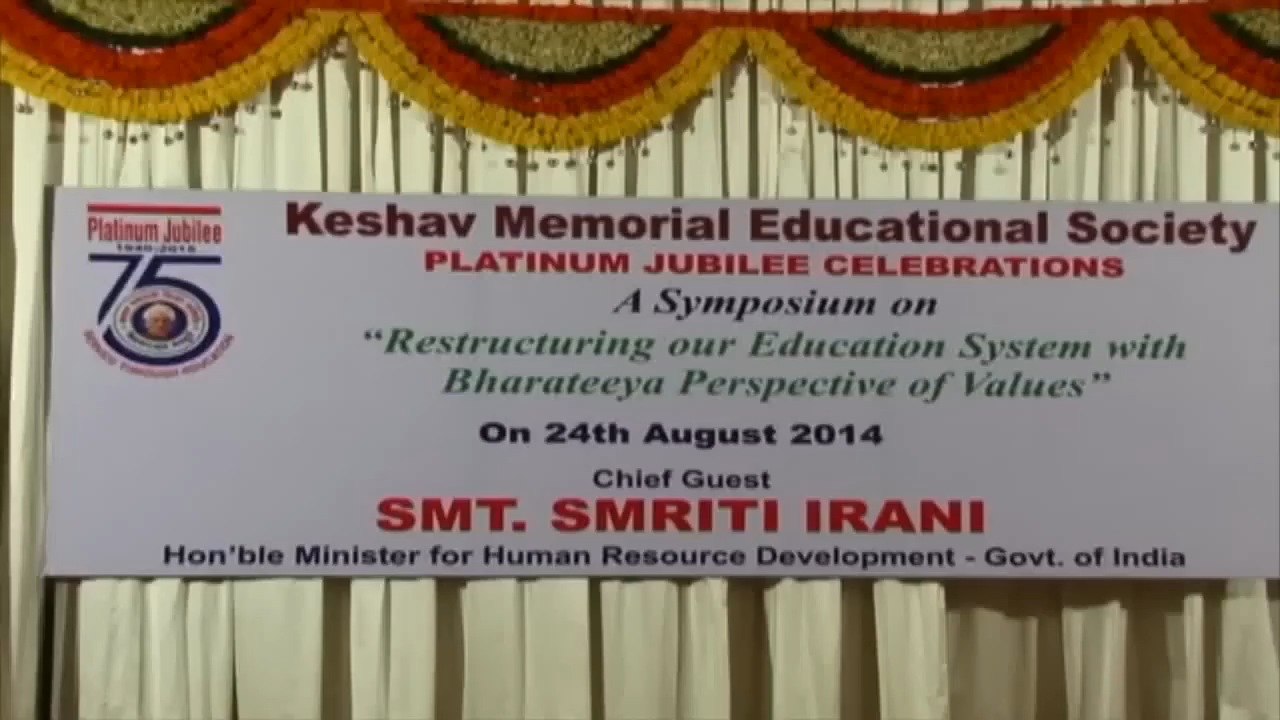 Platinum Jubilee
1940-2015
75
Keshav Memorial Educational Society
PLATINUM JUBILEE CELEBRATIONS
A Symposium on
“Restructuring our Education System with
Bharateeya Perspective of Values”
On 24th August 2014
Chief Guest
SMT. SMRITI IRANI
Hon'ble Minister for Human Resource Development - Govt. of India